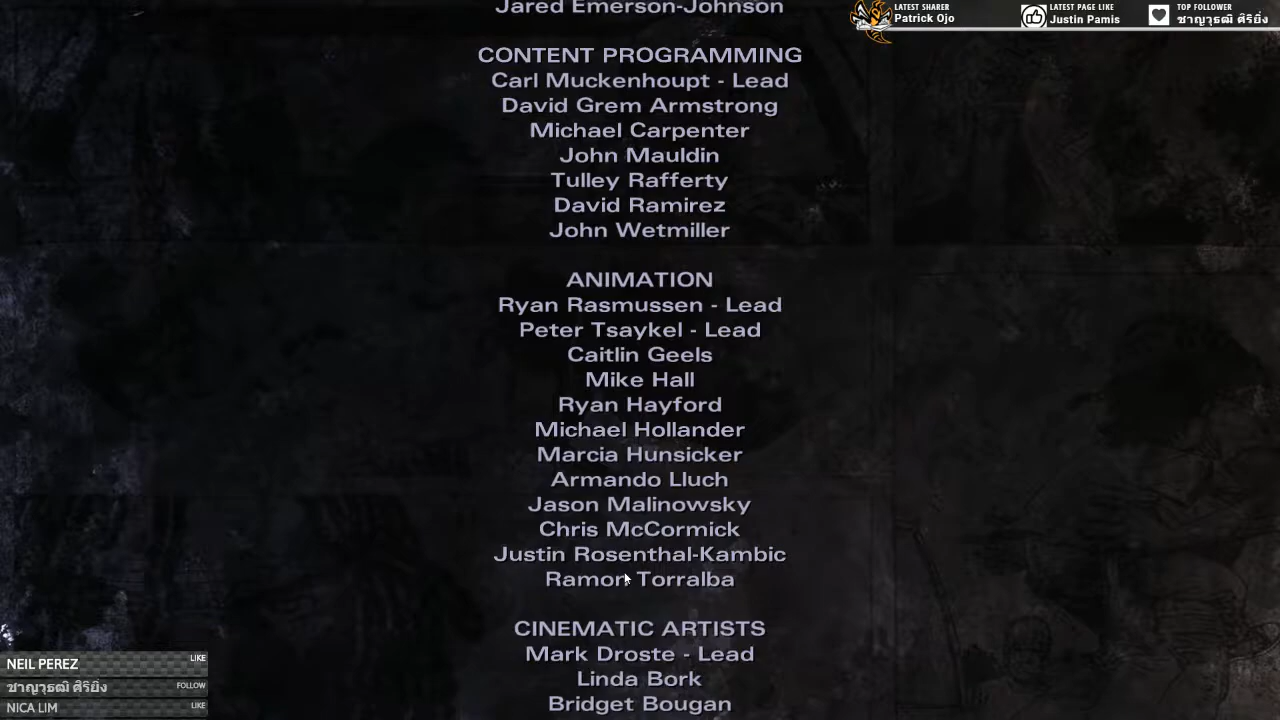 Jared Emerson-Johnson
LATEST SHARER
Patrick Ojo
LATEST PAGE LIKE
Justin Pamis
TOP FOLLOWER
ชาญวุธฒิ ศิริยิ่ง
CONTENT PROGRAMMING
Carl Muckenhoupt - Lead
David Grem Armstrong
Michael Carpenter
John Mauldin
Tulley Rafferty
David Ramirez
John Wetmiller
ANIMATION
Ryan Rasmussen - Lead
Peter Tsaykel - Lead
Caitlin Geels
Mike Hall
Ryan Hayford
Michael Hollander
Marcia Hunsicker
Armando Lluch
Jason Malinowsky
Chris McCormick
Justin Rosenthal-Kambic
Ramon Torralba
CINEMATIC ARTISTS
Mark Droste - Lead
Linda Bork
Bridget Bougan
NEIL PEREZ LIKE
ชาญวุธฒิ ศิริยิ่ง FOLLOW
NICA LIM LIKE